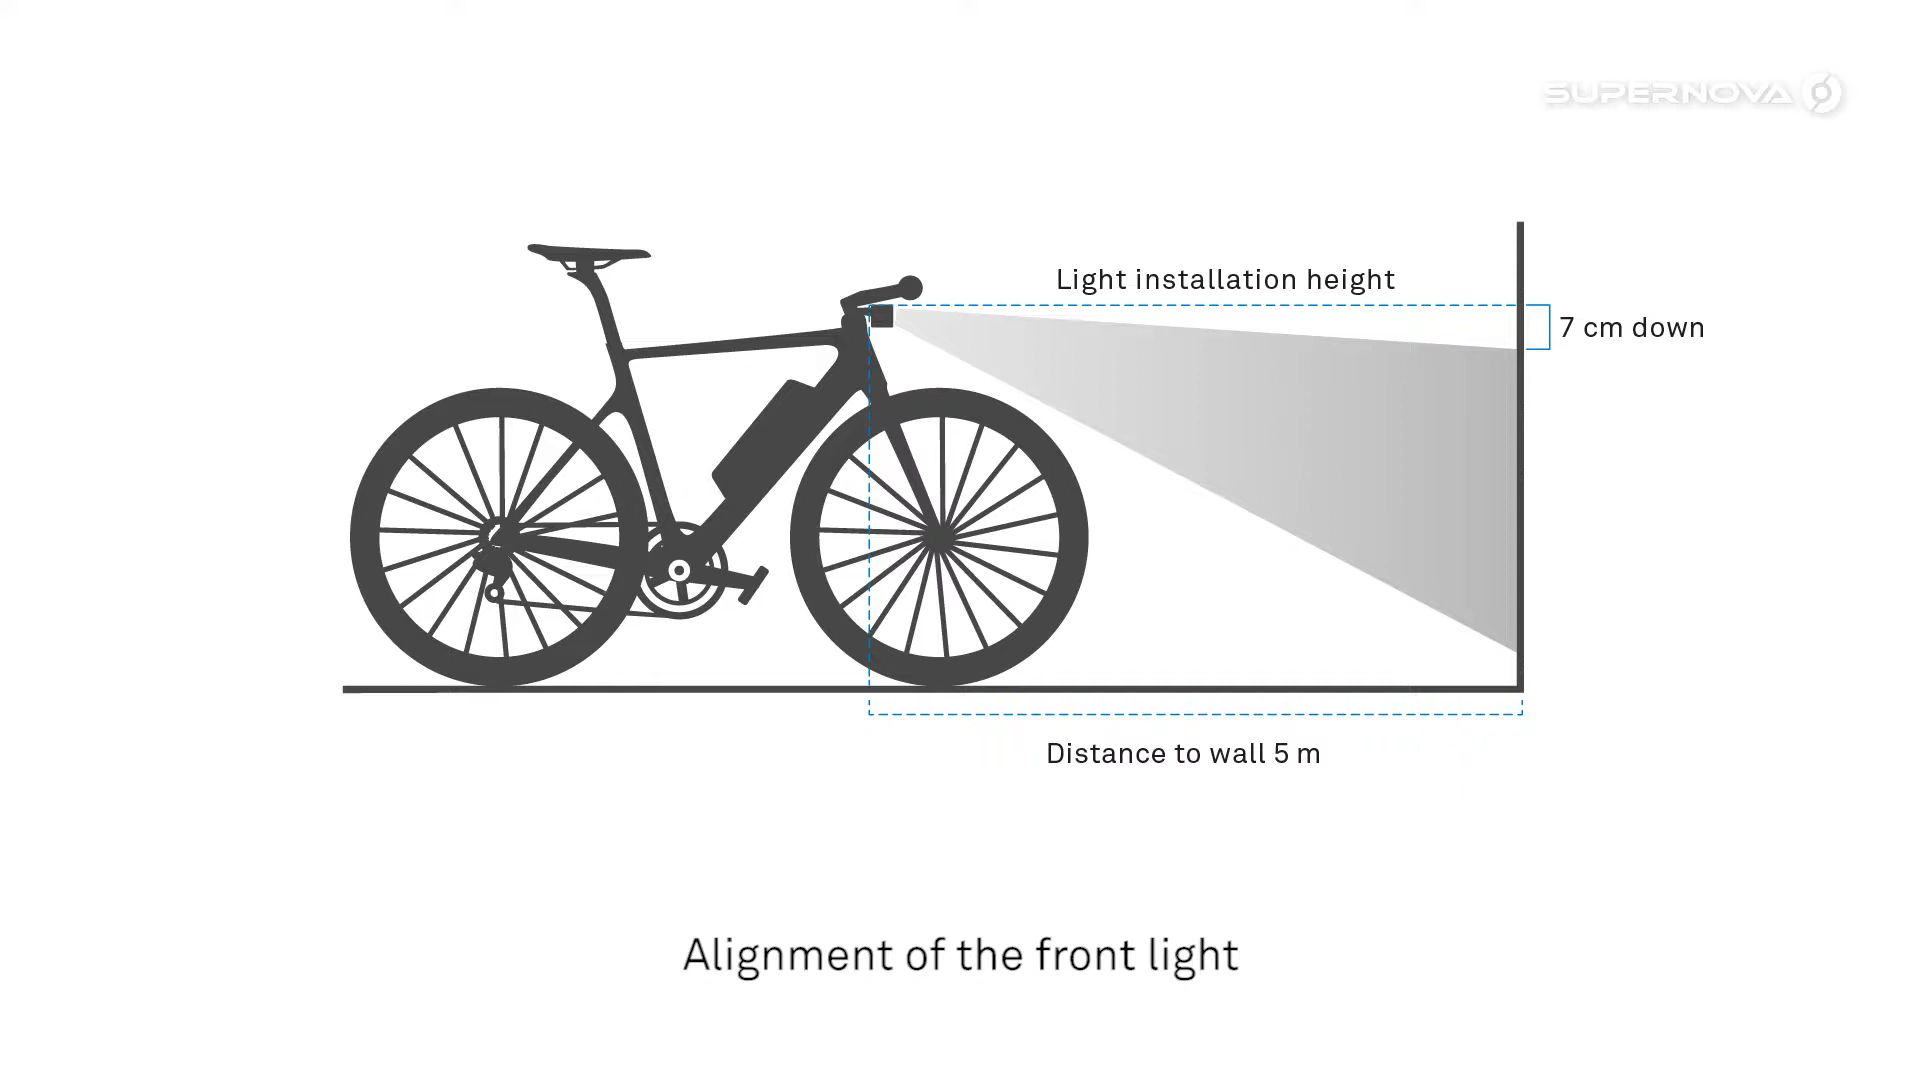 SUPERNOVA
Light installation height
7 cm down
Distance to wall 5 m
Alignment of the front light